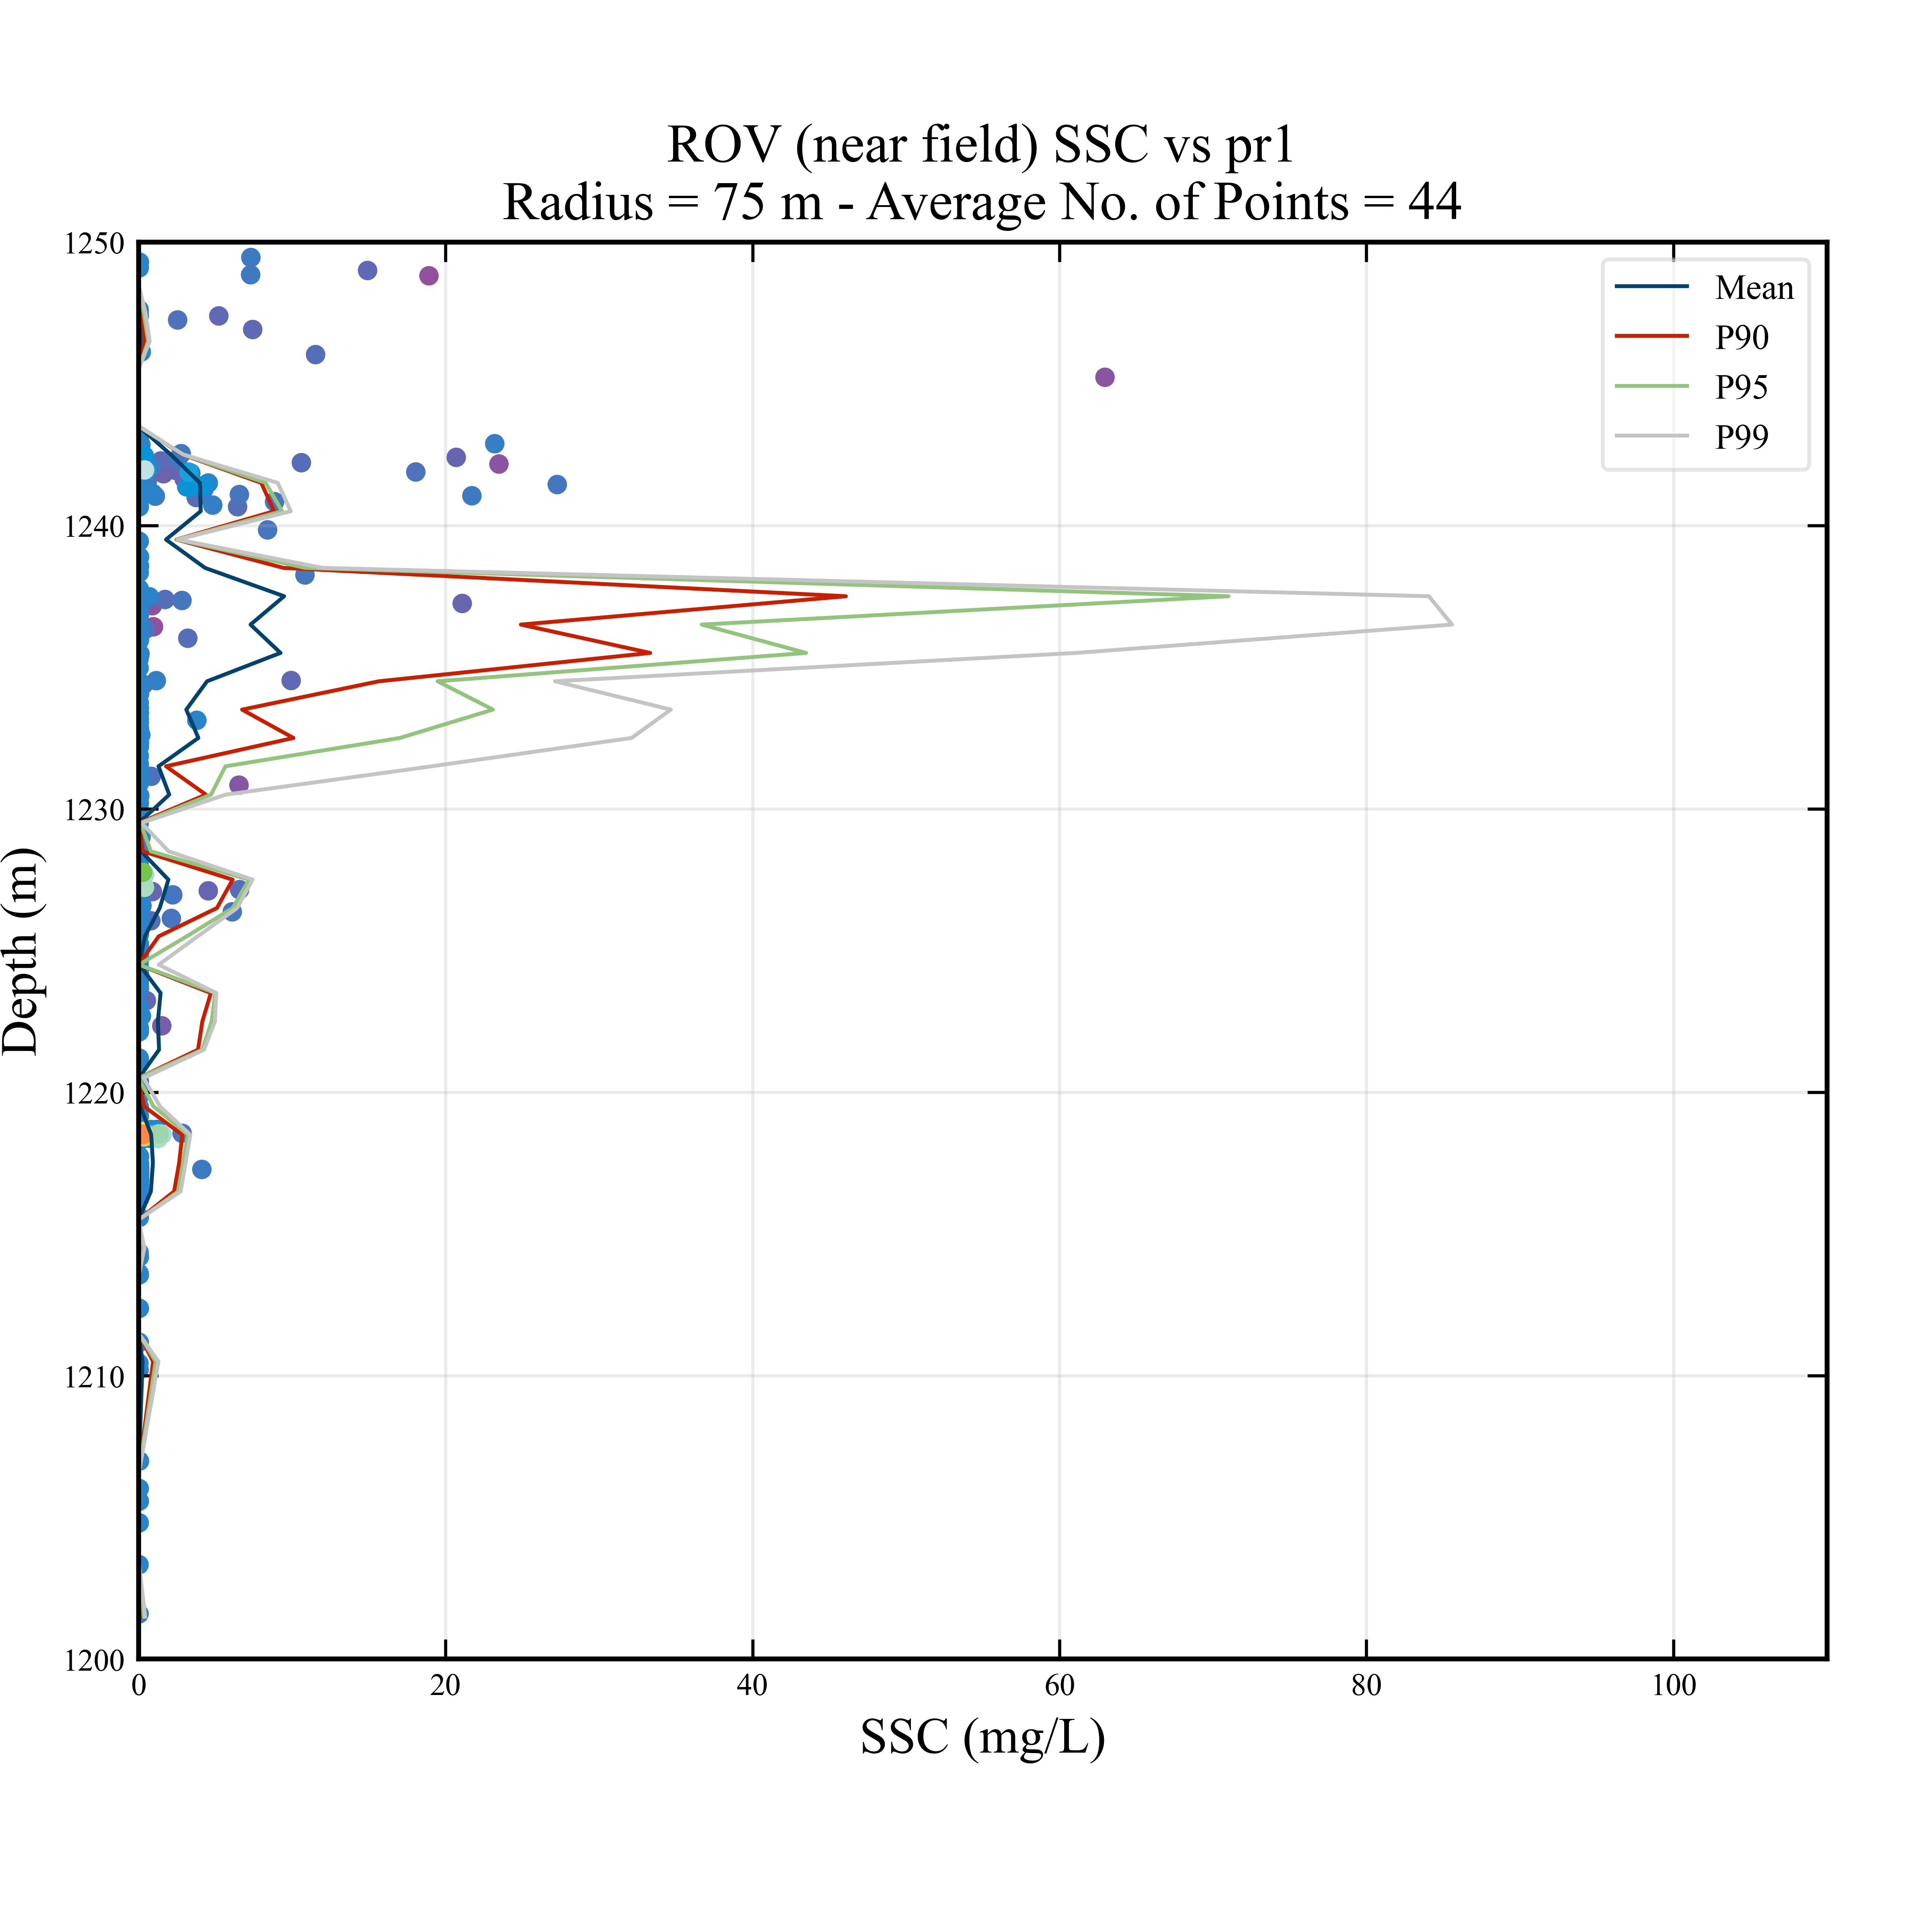 ROV (near field) SSC vs pr1
Radius = 75 m - Average No. of Points = 44
1250
1240
1230
1220
1210
1200
Depth (m)
Mean
P90
P95
P99
0
20
40
60
80
100
SSC (mg/L)